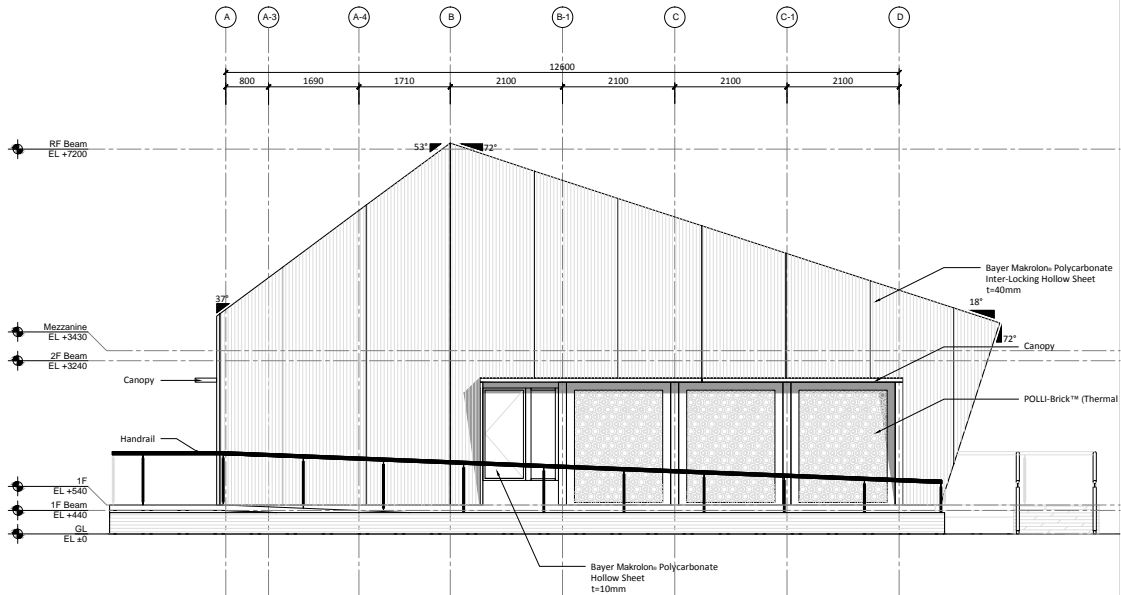 A A-3 A-4 B B-1 C C-1 D
12600
800 1690 1710 2100 2100 2100 2100
RF Beam
EL +7200
53° 72°
Bayer Makrolon® Polycarbonate
Inter-Locking Hollow Sheet
t=40mm
37°
18°
Mezzanine
EL +3430
72°
Canopy
2F Beam
EL +3240
Canopy
POLLI-Brick™ (Thermal
Handrail
1F
EL +540
1F Beam
EL +440
GL
EL ±0
Bayer Makrolon® Polycarbonate
Hollow Sheet
t=10mm